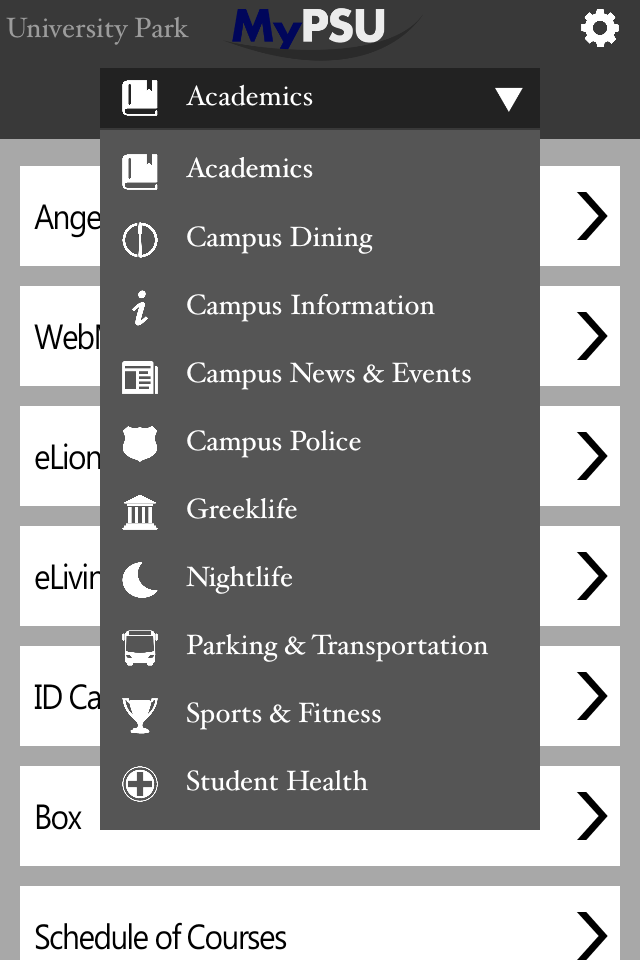 University Park
MyPSU
Academics
Academics
Campus Dining
Campus Information
Campus News & Events
Campus Police
Greeklife
Nightlife
Parking & Transportation
Sports & Fitness
Student Health
Ange
Web
eLion
eLivin
ID Ca
Box
Schedule of Courses